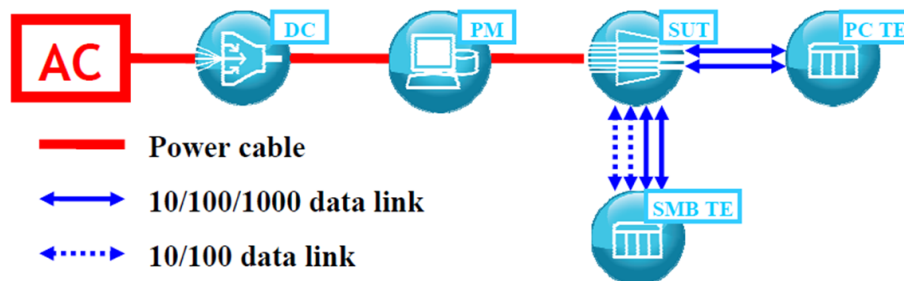 AC
DC
PM
SUT
PC TE
Power cable
10/100/1000 data link
SMB TE
10/100 data link